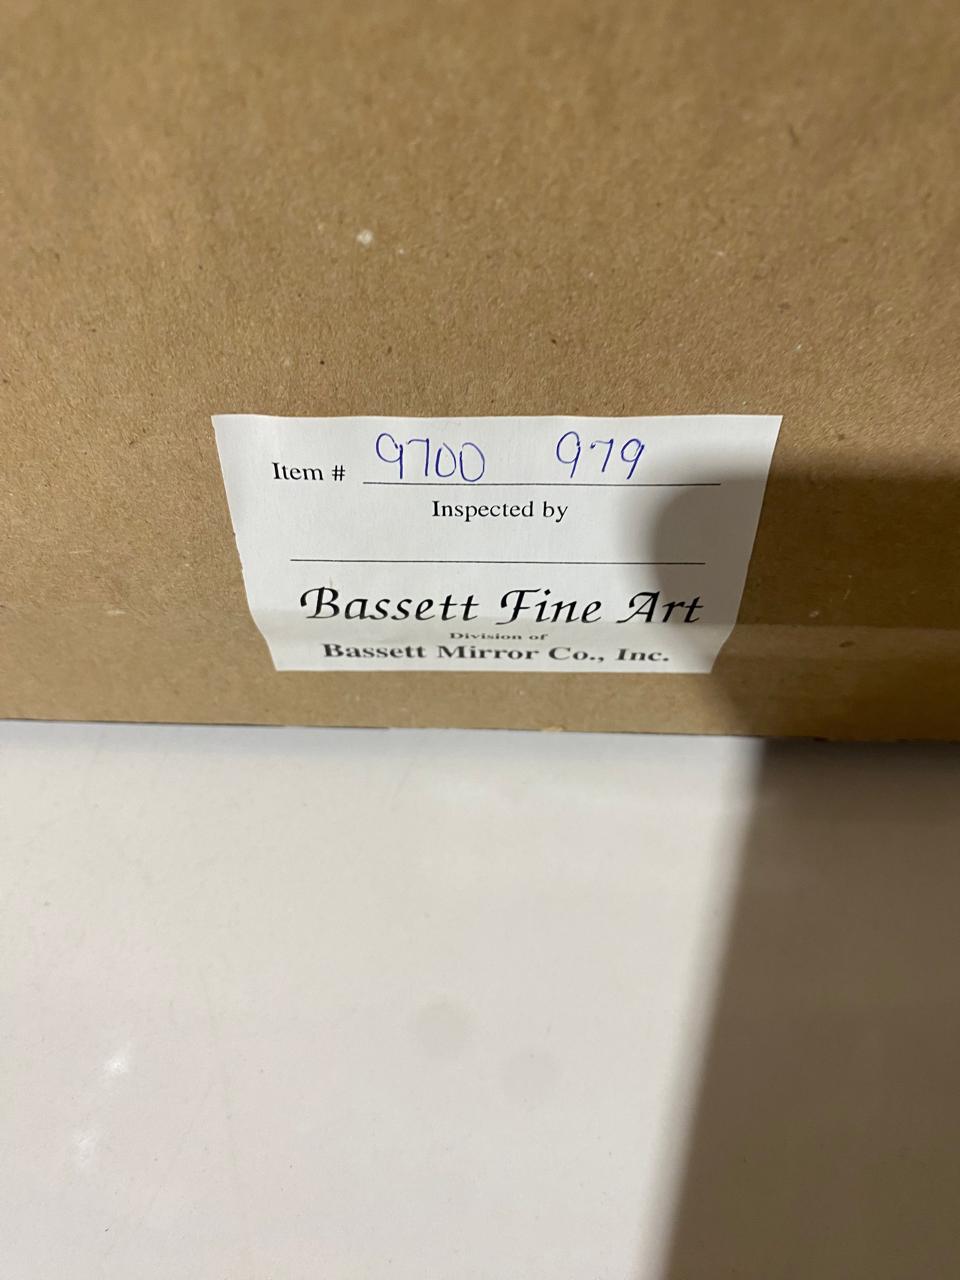 Item # 9700 979
Inspected by
Bassett Fine Art
Division of
Bassett Mirror Co., Inc.